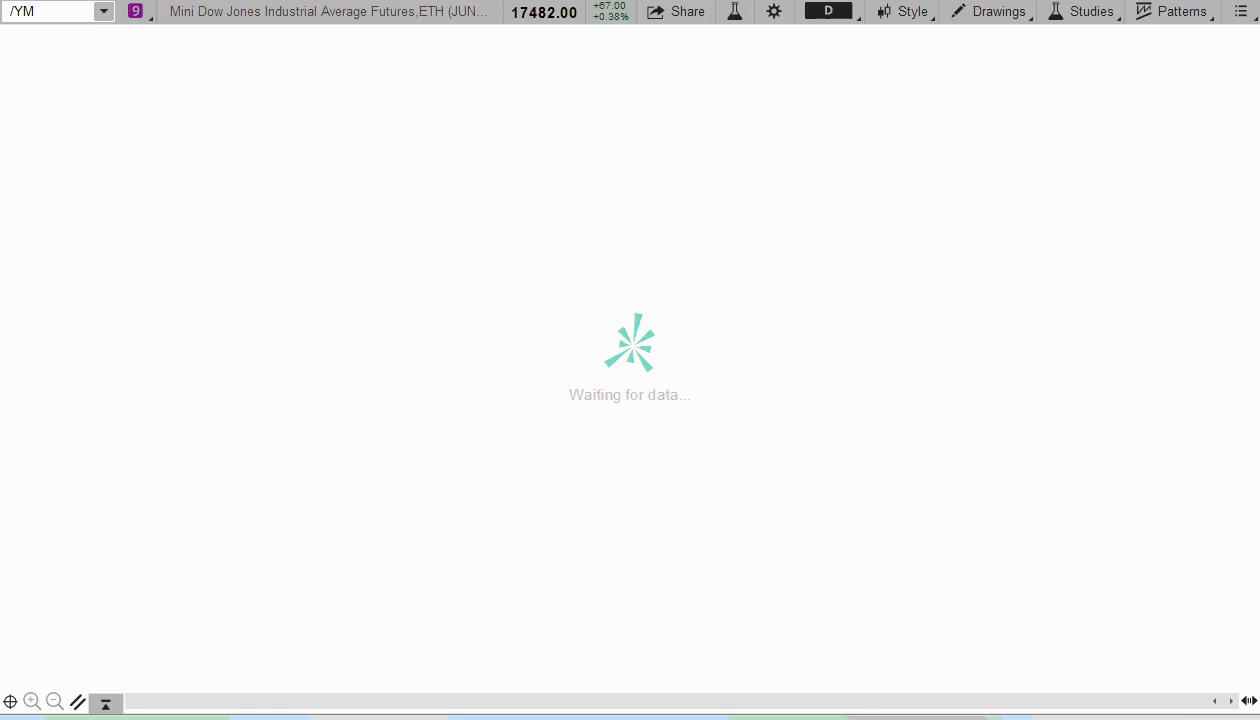 /YM 9 Mini Dow Jones Industrial Average Futures,ETH (JUN... 17482.00 +67.00 Share D Style Drawings Studies Patterns
+0.38%
Waiting for data...